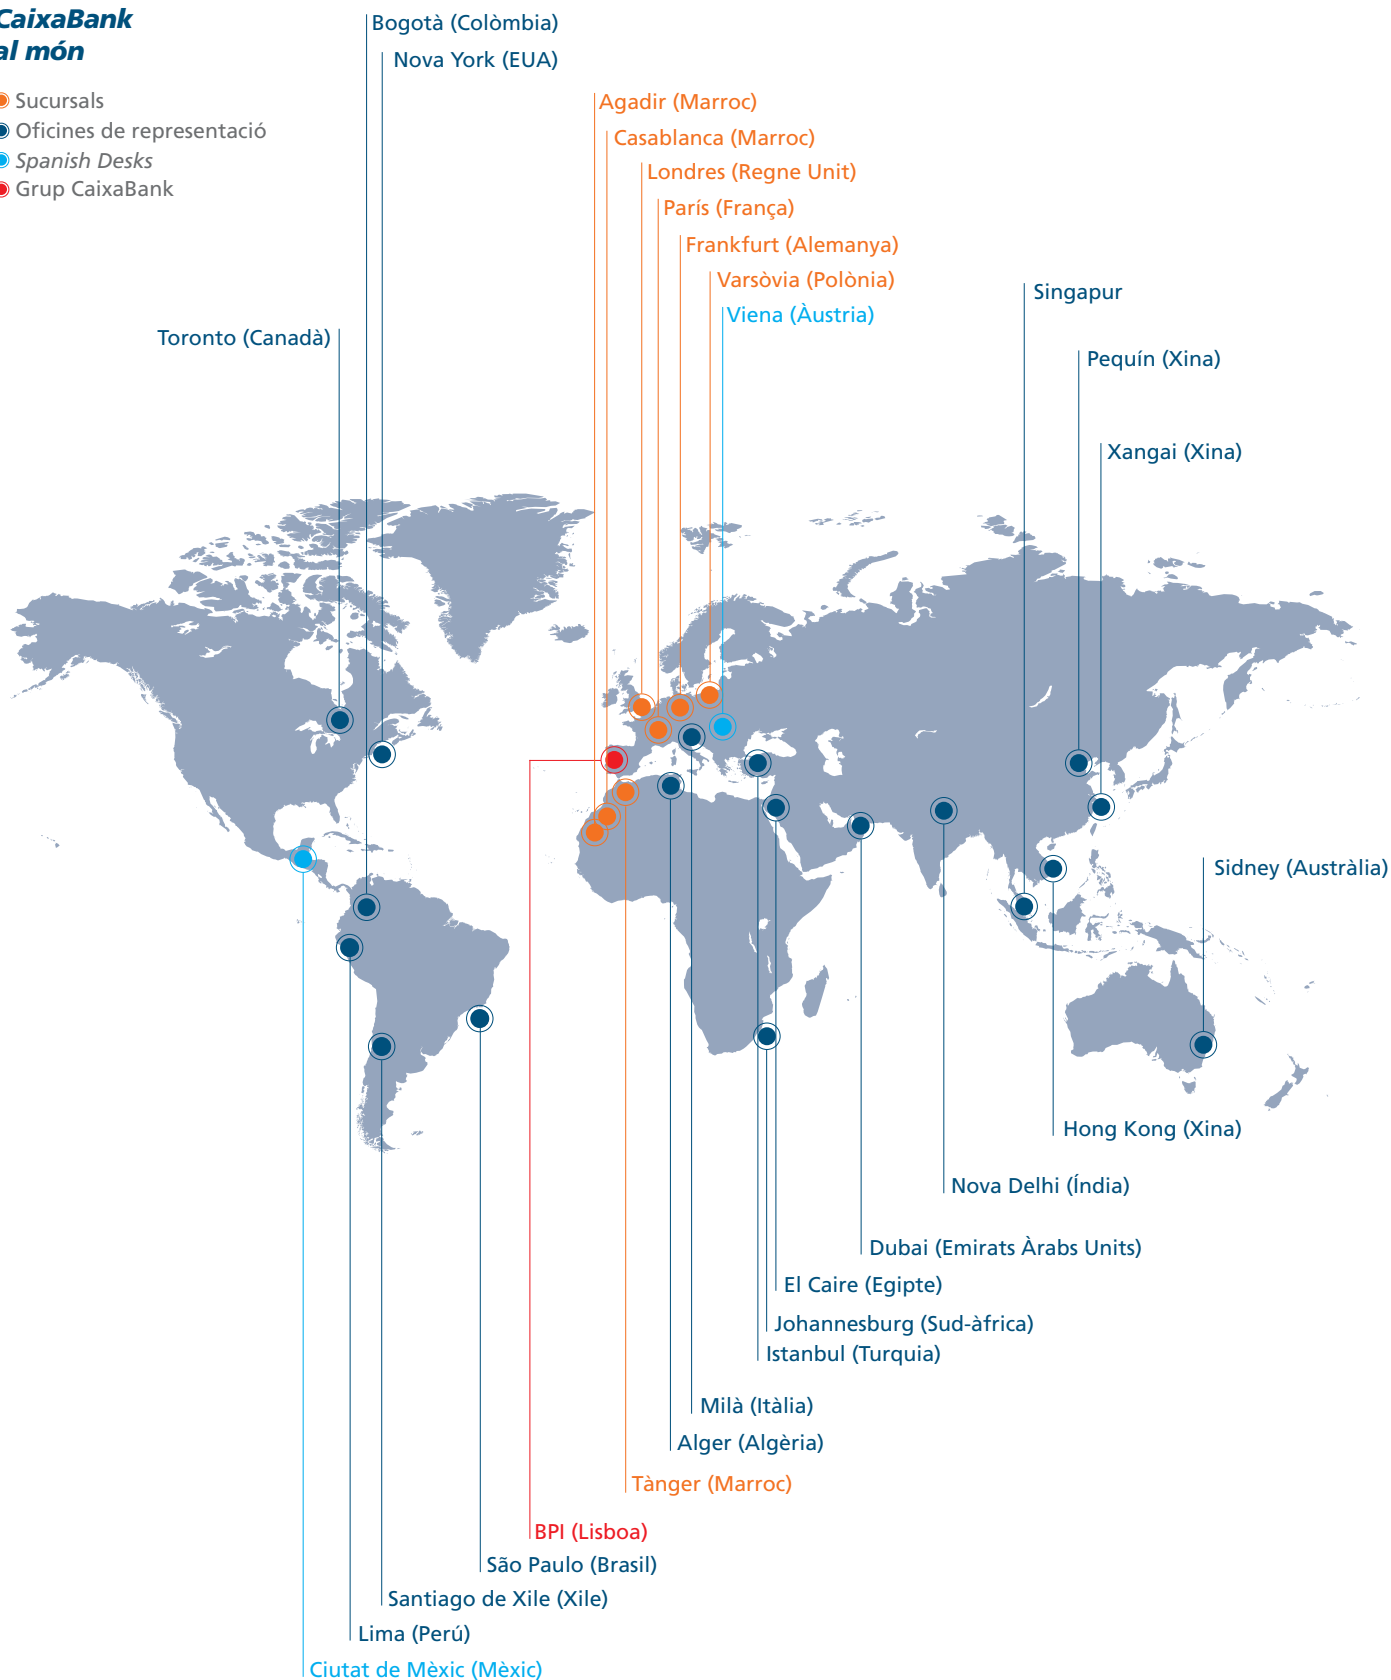 CaixaBank
al món
Sucursals
Oficines de representació
Spanish Desks
Grup CaixaBank
Bogotà (Colòmbia)
Nova York (EUA)
Agadir (Marroc)
Casablanca (Marroc)
Londres (Regne Unit)
París (França)
Frankfurt (Alemanya)
Varsòvia (Polònia)
Singapur
Viena (Àustria)
Toronto (Canadà)
Pequín (Xina)
Xangai (Xina)
Sidney (Austràlia)
Hong Kong (Xina)
Nova Delhi (Índia)
Dubai (Emirats Àrabs Units)
El Caire (Egipte)
Johannesburg (Sud-àfrica)
Istanbul (Turquia)
Milà (Itàlia)
Alger (Algèria)
Tànger (Marroc)
BPI (Lisboa)
São Paulo (Brasil)
Santiago de Xile (Xile)
Lima (Perú)
Ciutat de Mèxic (Mèxic)